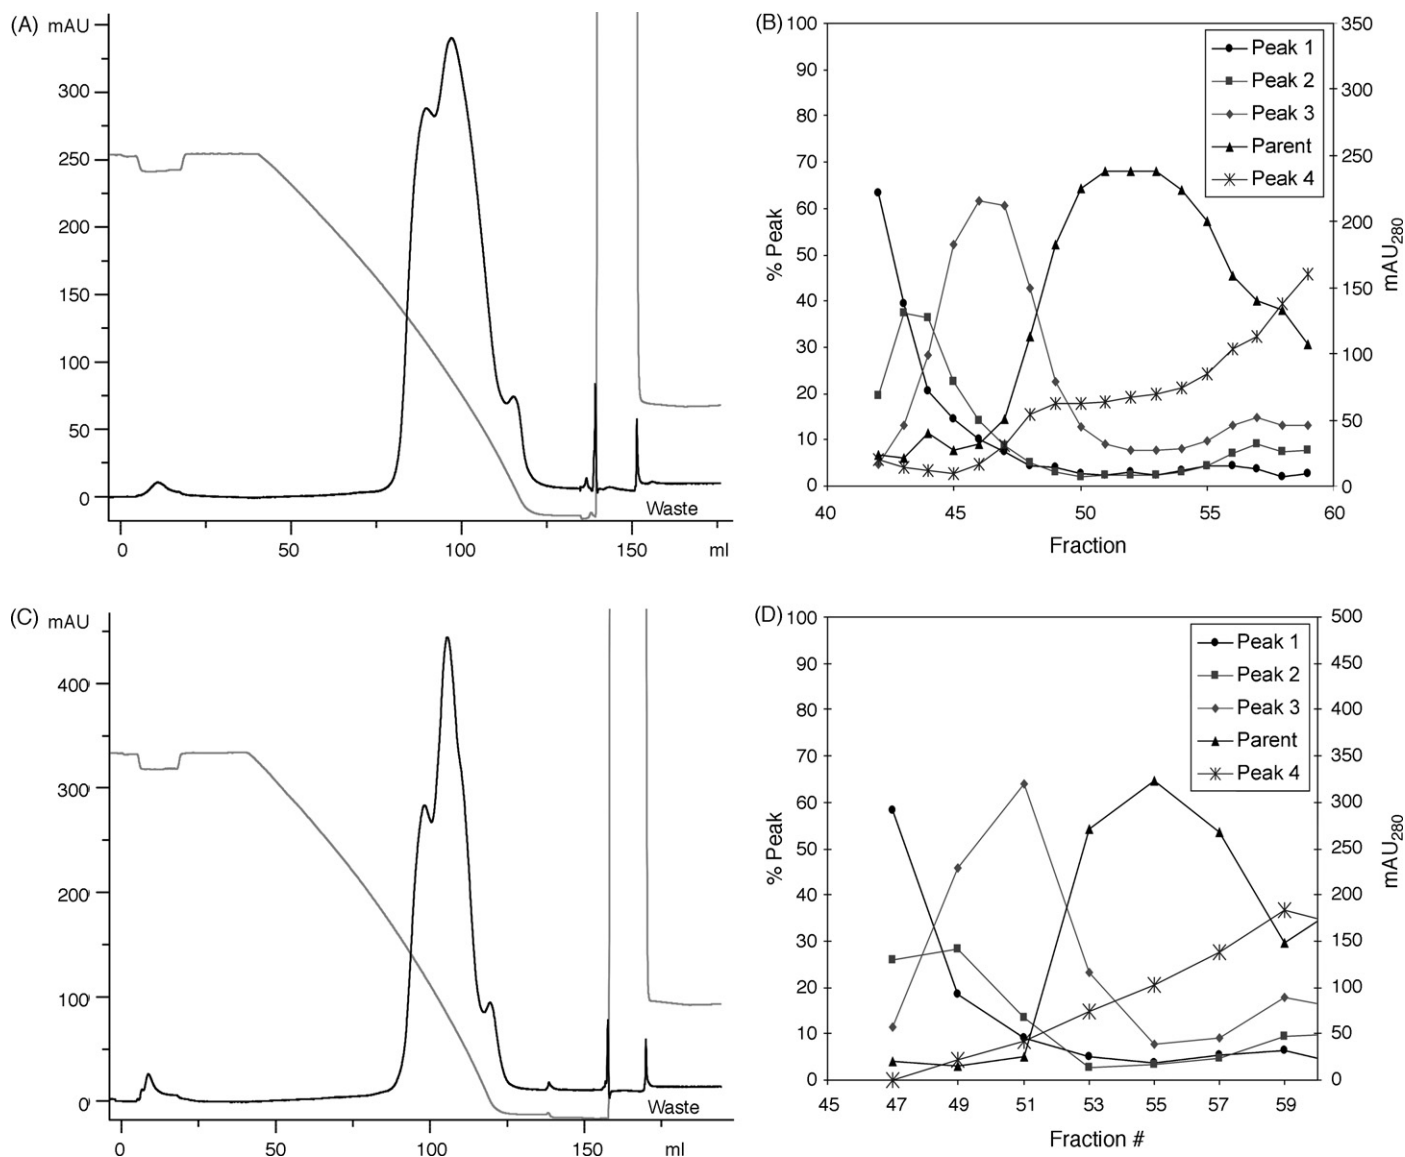 (A)
mAU
300
250
200
150
100
50
0
Waste
0 50 100 150 ml
(B)
100
90
80
70
60
50
40
30
20
10
0
% Peak
Peak 1
Peak 2
Peak 3
Parent
Peak 4
350
300
250
200
150
100
50
0
mAU280
40 45 50 55 60
Fraction
(C)
mAU
400
300
200
100
0
Waste
0 50 100 150 ml
(D)
100
90
80
70
60
50
40
30
20
10
0
% Peak
Peak 1
Peak 2
Peak 3
Parent
Peak 4
500
450
400
350
300
250
200
150
100
50
0
mAU280
45 47 49 51 53 55 57 59
Fraction #